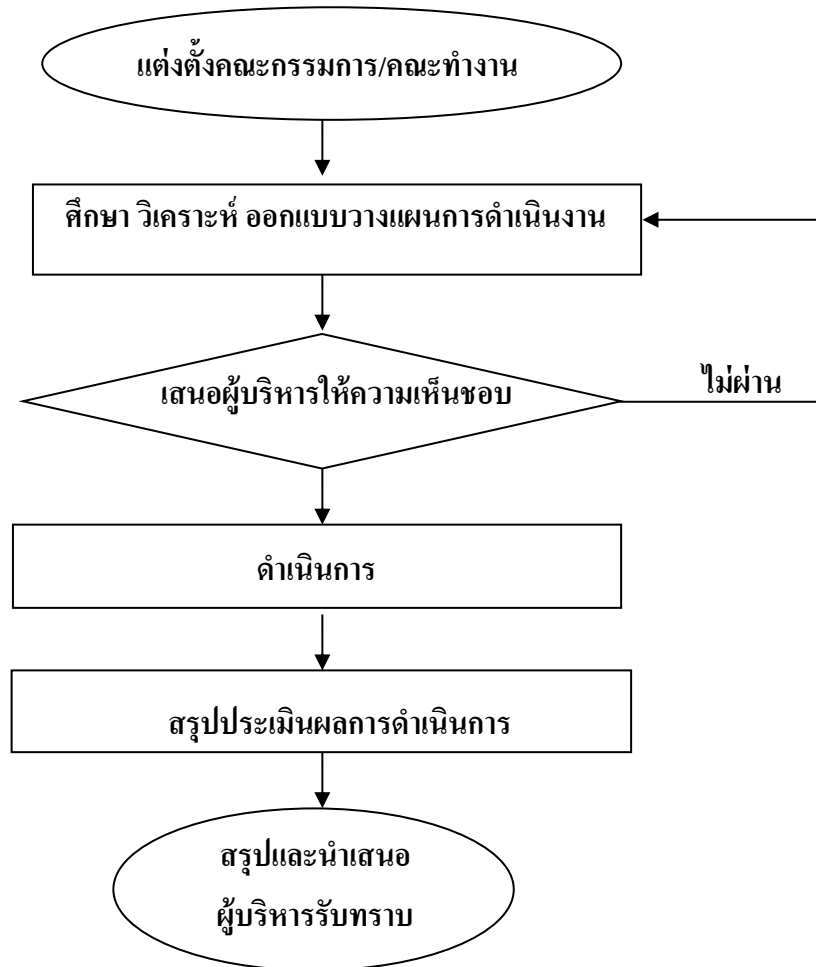 แต่งตั้งคณะกรรมการ/คณะทำงาน
ศึกษา วิเคราะห์ ออกแบบวางแผนการดำเนินงาน
เสนอผู้บริหารให้ความเห็นชอบ
ไม่ผ่าน
ดำเนินการ
สรุปประเมินผลการดำเนินการ
สรุปและนำเสนอ
ผู้บริหารรับทราบ